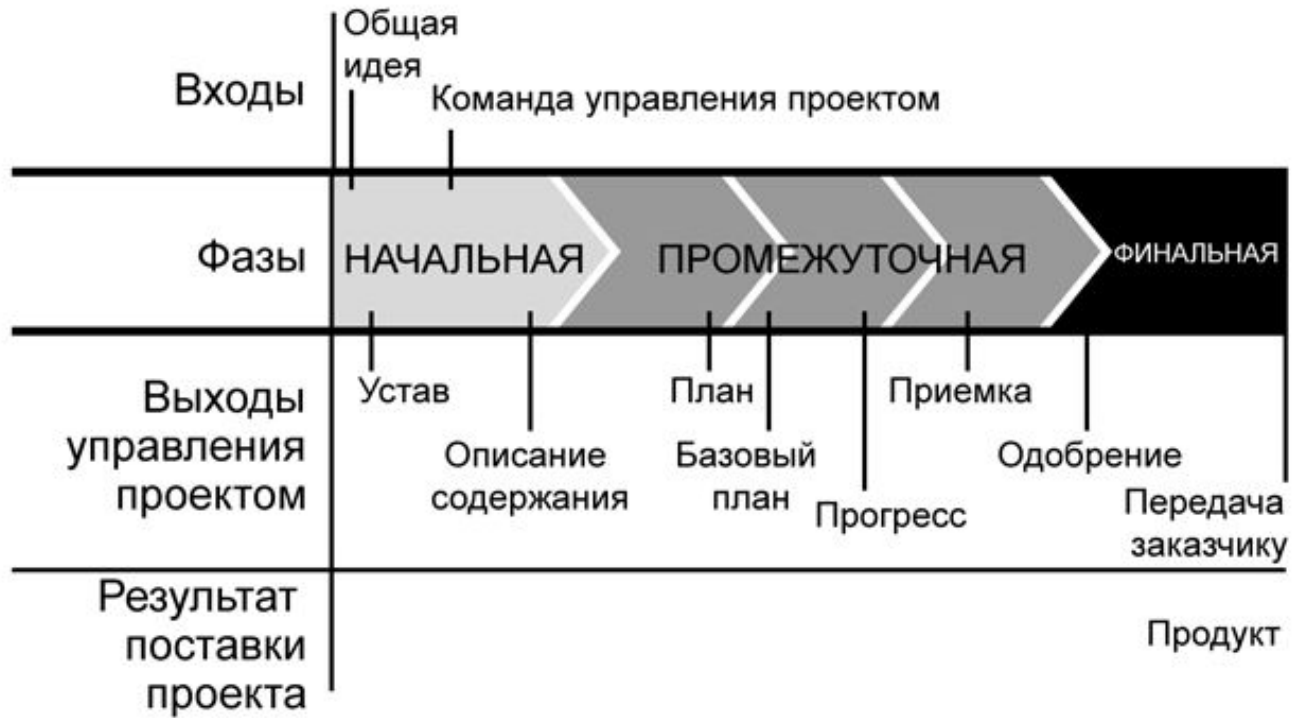 Общая
идея
Входы
Команда управления проектом
Фазы
НАЧАЛЬНАЯ
ПРОМЕЖУТОЧНАЯ
ФИНАЛЬНАЯ
Выходы
управления
проектом
Устав
План
Приемка
Описание
содержания
Базовый
план
Одобрение
Прогресс
Передача
заказчику
Результат
поставки
проекта
Продукт